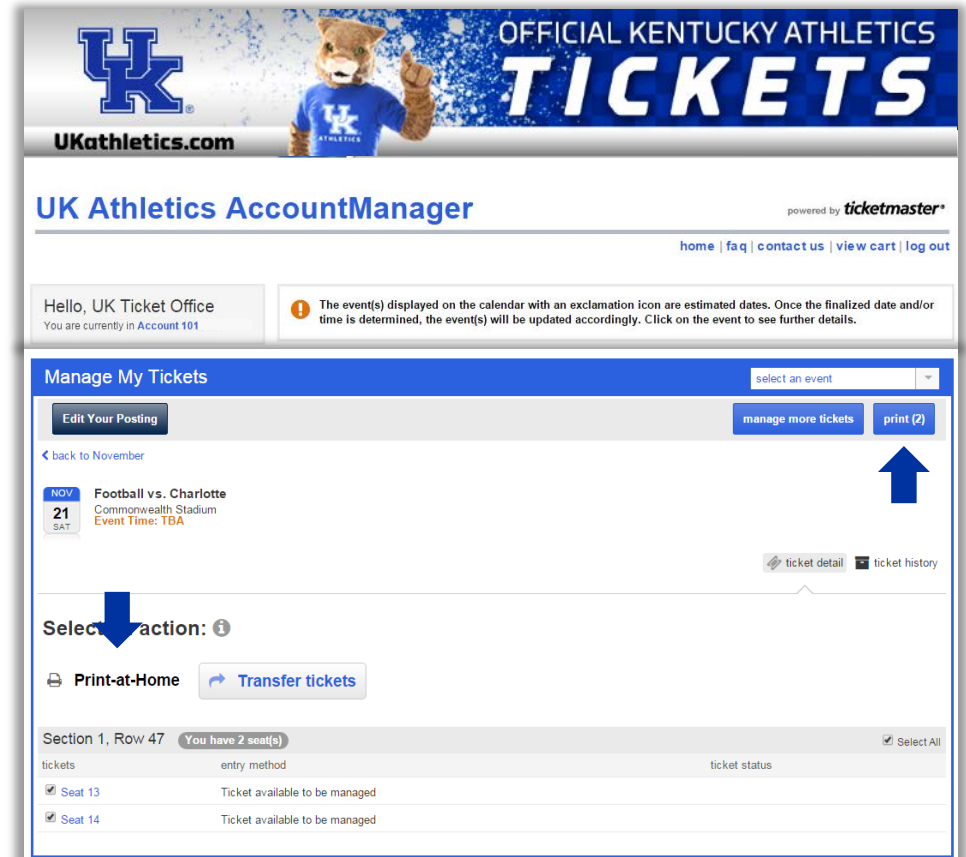 OFFICIAL KENTUCKY ATHLETICS
TICKETS
UK
UK
ATHLETICS
UKathletics.com
UK Athletics AccountManager
powered by ticketmaster®
home | faq | contact us | view cart | log out
Hello, UK Ticket Office
You are currently in Account 101
The event(s) displayed on the calendar with an exclamation icon are estimated dates. Once the finalized date and/or
time is determined, the event(s) will be updated accordingly. Click on the event to see further details.
Manage My Tickets
select an event
Edit Your Posting
manage more tickets
print (2)
back to November
NOV
21
SAT
Football vs. Charlotte
Commonwealth Stadium
Event Time: TBA
ticket detail
ticket history
Select action:
Print-at-Home
Transfer tickets
Section 1, Row 47
You have 2 seat(s)
Select All
tickets entry method ticket status
Seat 13 Ticket available to be managed
Seat 14 Ticket available to be managed